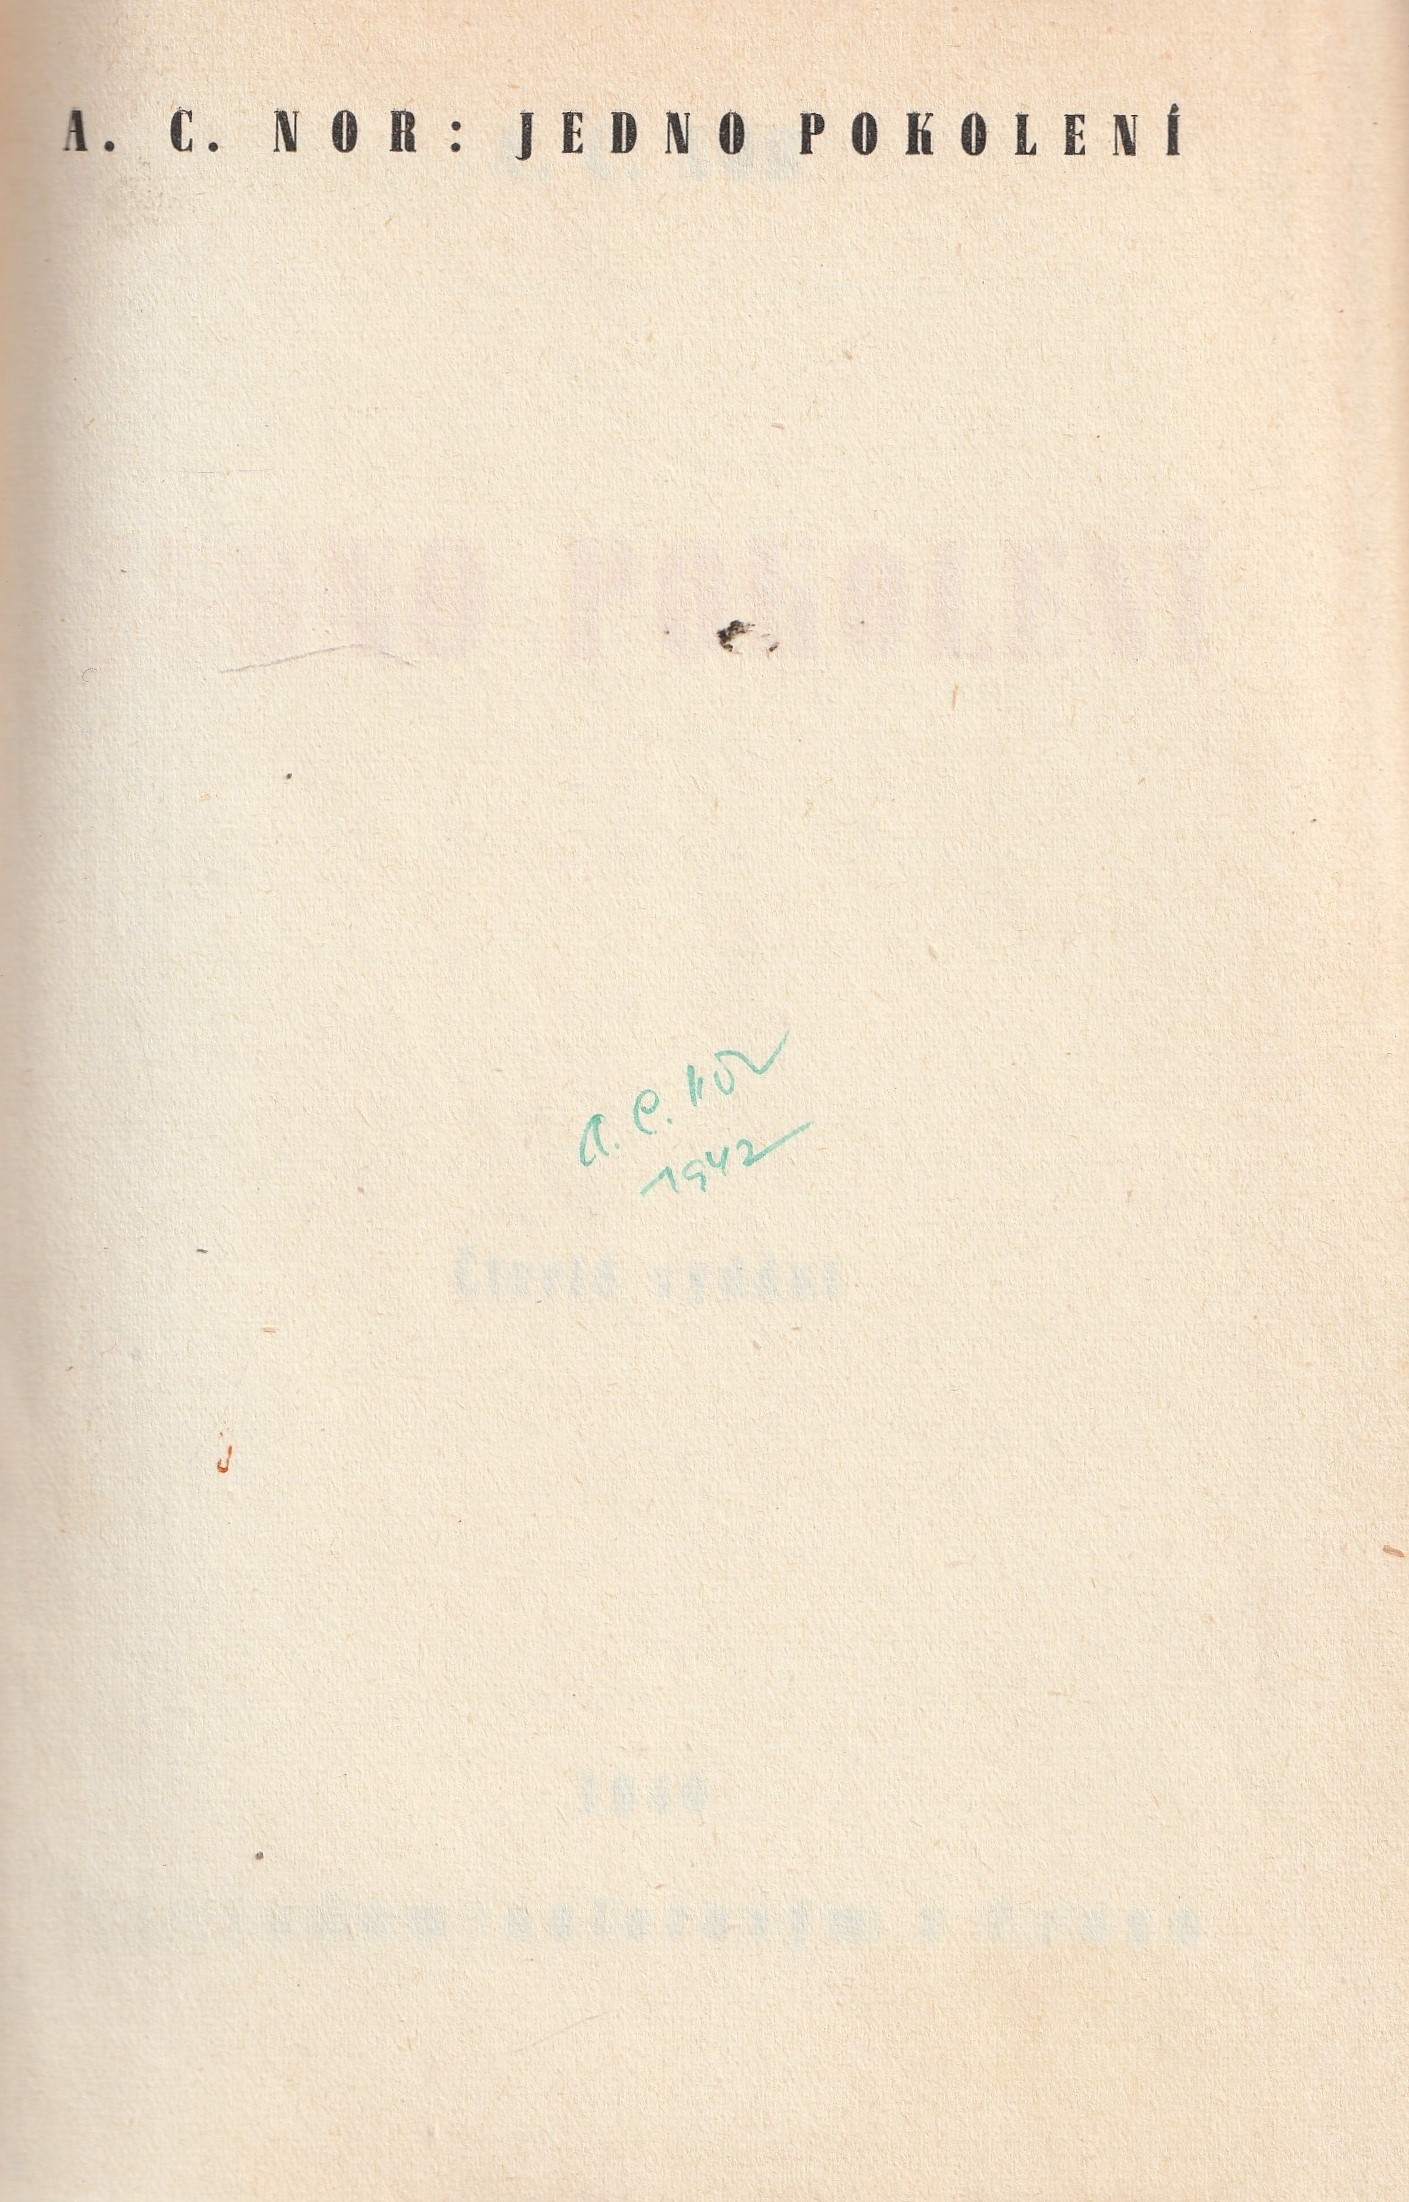 A. C. NOR: JEDNO POKOLENÍ
A. C. NOR
1942